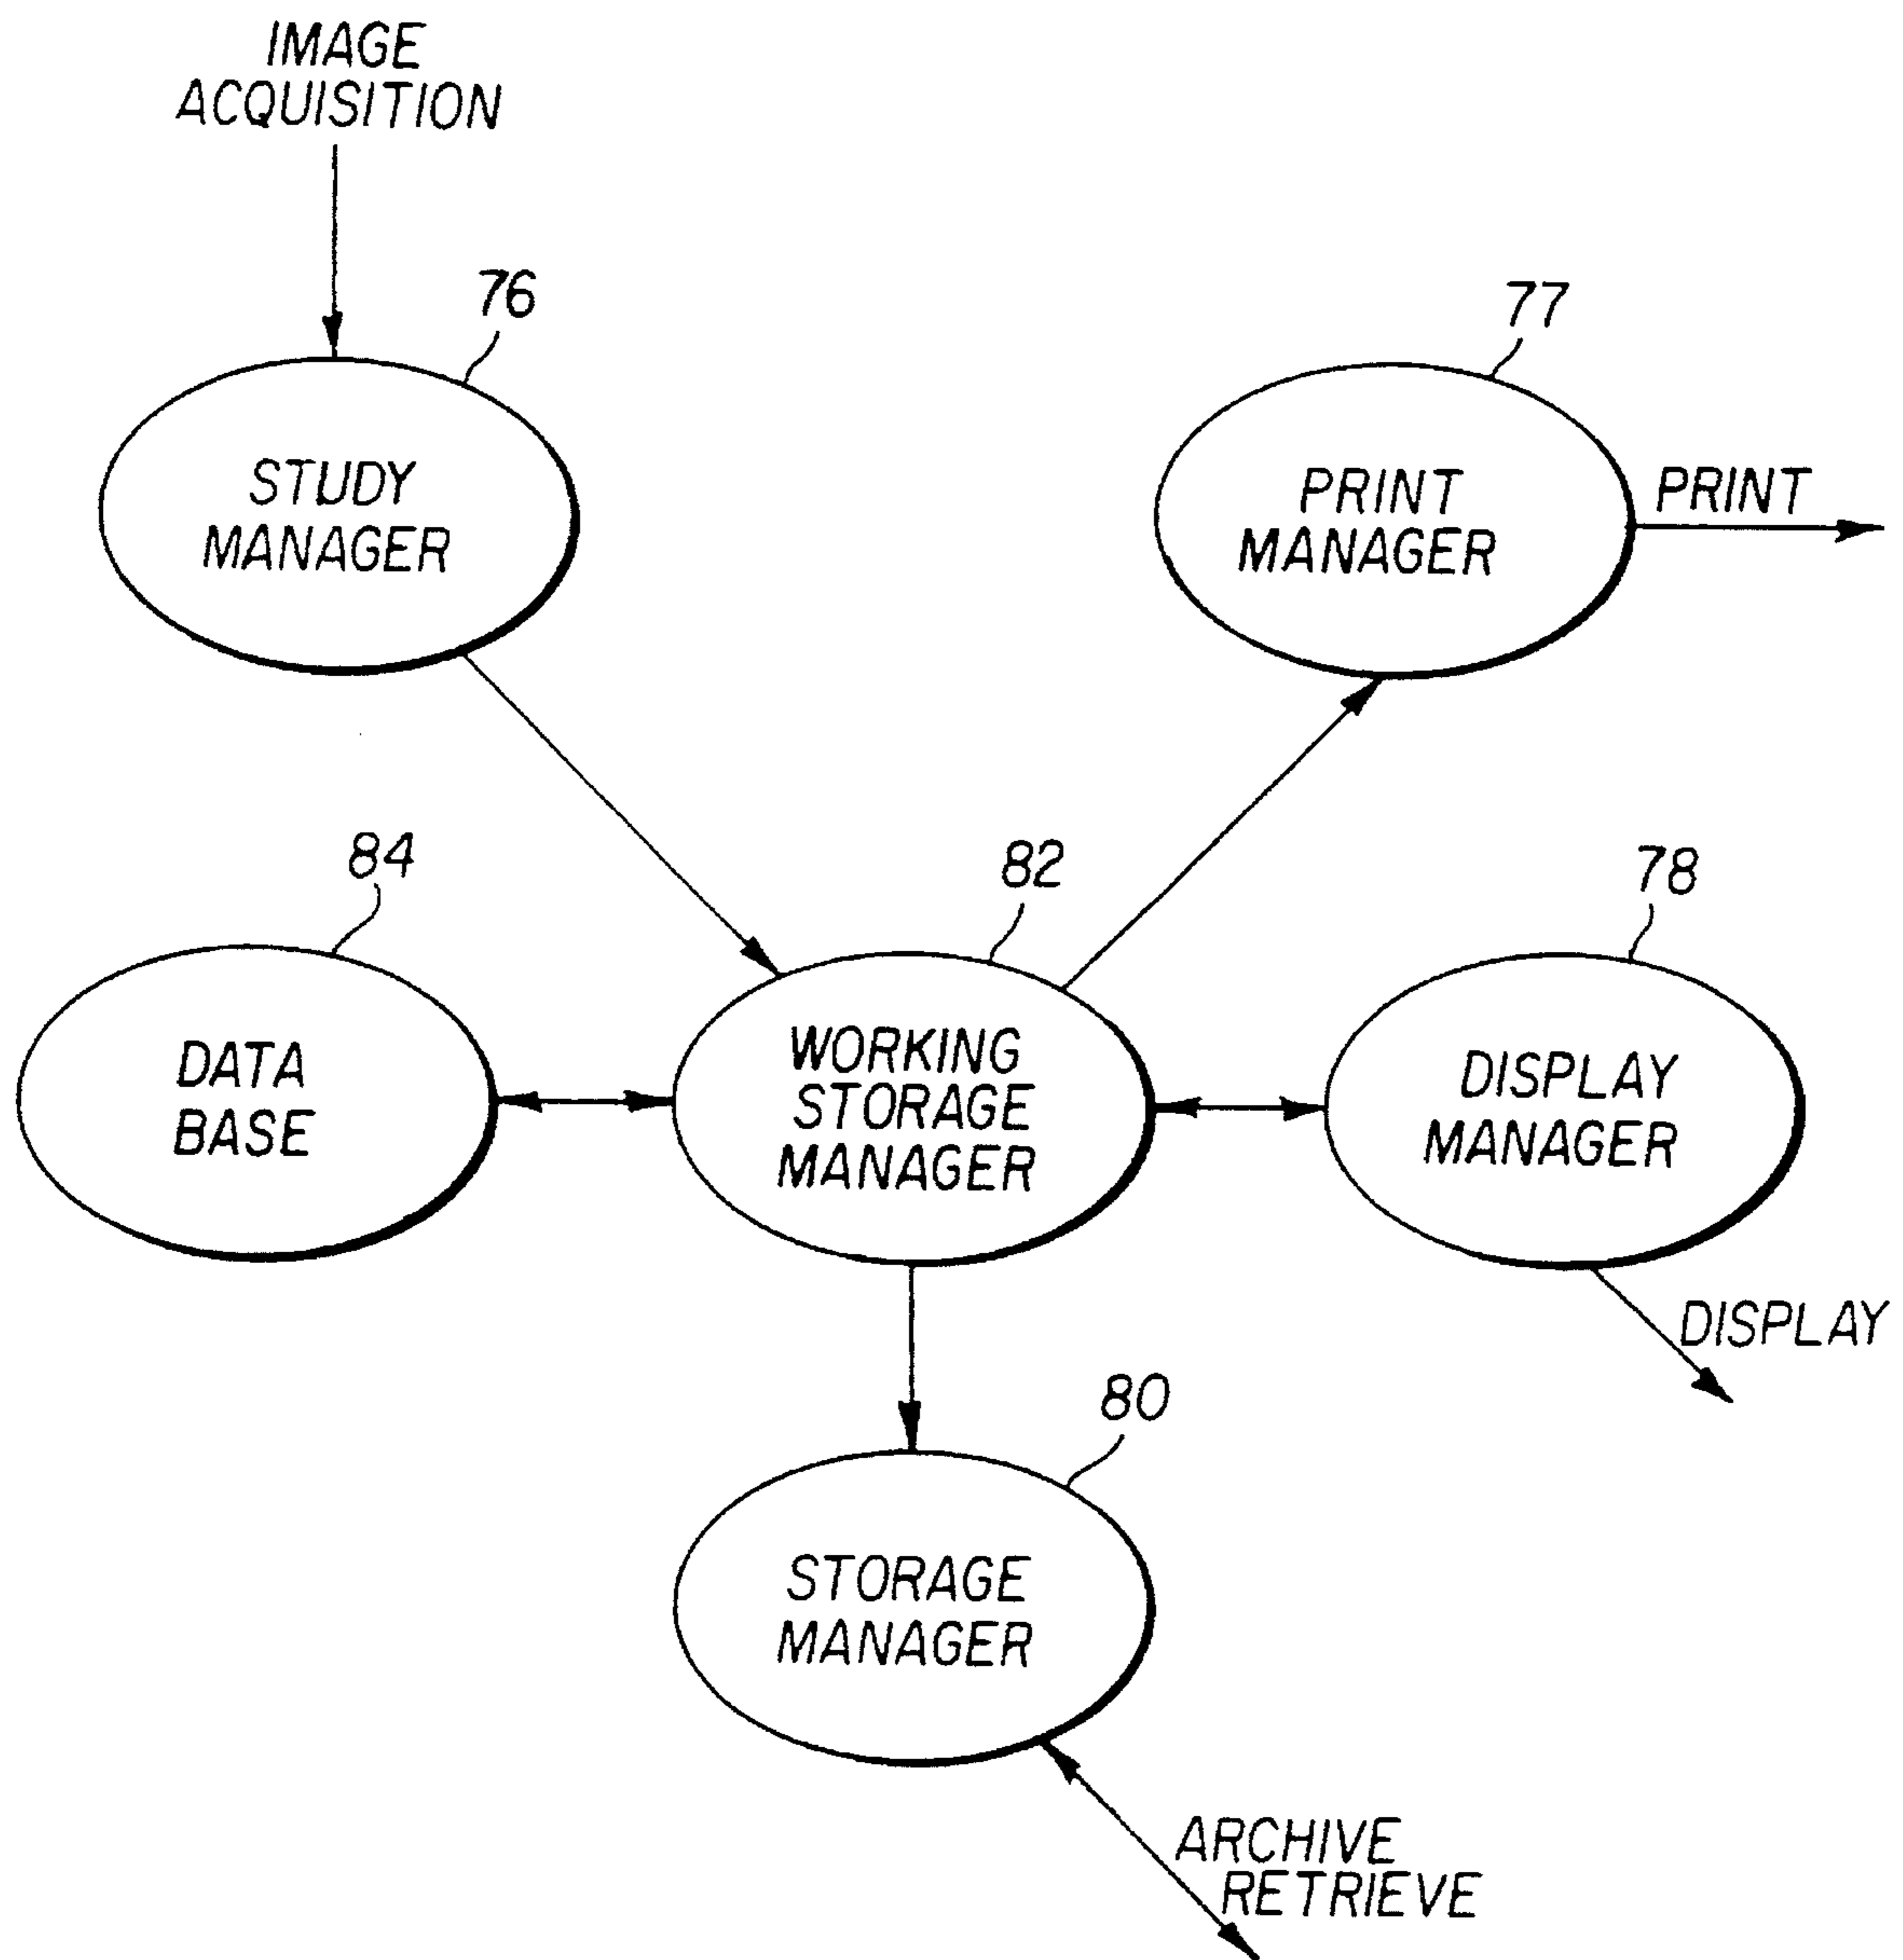 IMAGE
ACQUISITION
76
77
STUDY
MANAGER
PRINT
MANAGER
PRINT
84
82
78
DATA
BASE
WORKING
STORAGE
MANAGER
DISPLAY
MANAGER
DISPLAY
80
STORAGE
MANAGER
ARCHIVE
RETRIEVE